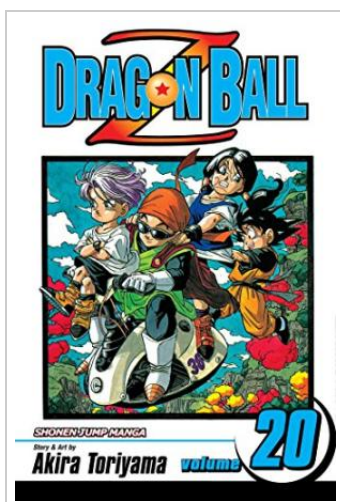 DRAGON BALL
Z
SHONEN JUMP MANGA
Story & Art by
Akira Toriyama
volume 20